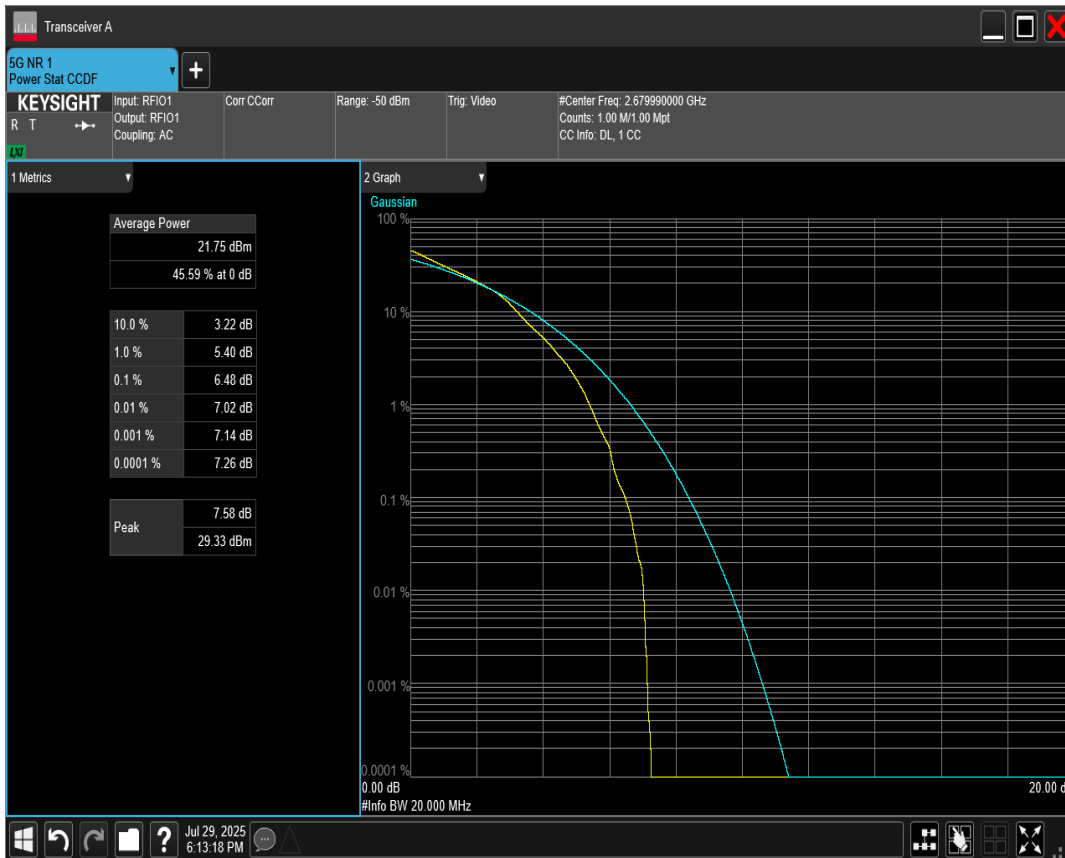 Transceiver A
5G NR 1
Power Stat CCDF
KEYSIGHT
R T
LXI
Input: RFIO1
Output: RFIO1
Coupling: AC
Corr CCorr
Range: -50 dBm
Trig: Video
#Center Freq: 2.679990000 GHz
Counts: 1.00 M/1.00 Mpt
CC Info: DL, 1 CC
1 Metrics
Average Power
21.75 dBm
45.59 % at 0 dB
10.0 % 3.22 dB
1.0 % 5.40 dB
0.1 % 6.48 dB
0.01 % 7.02 dB
0.001 % 7.14 dB
0.0001 % 7.26 dB
Peak
7.58 dB
29.33 dBm
2 Graph
Gaussian
100 %
10 %
1 %
0.1 %
0.01 %
0.001 %
0.0001 %
0.00 dB
20.00 d
#Info BW 20.000 MHz
Jul 29, 2025
6:13:18 PM